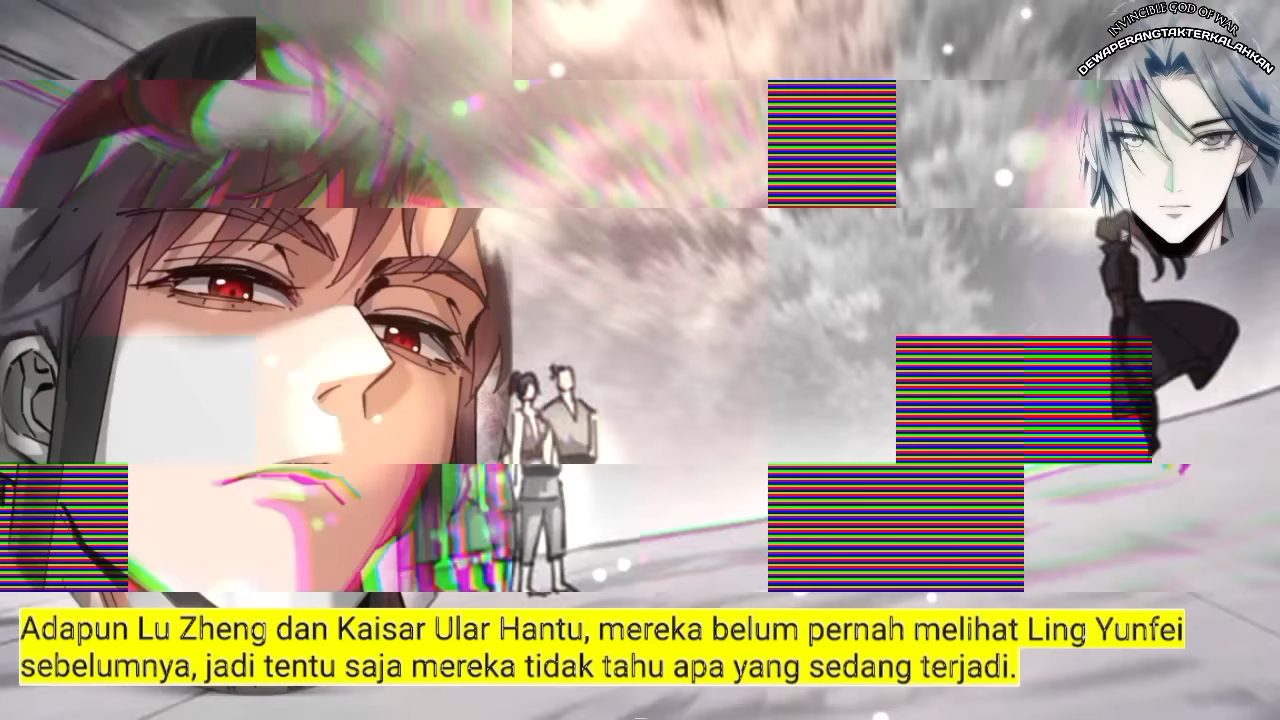 INVINCIBLE GOD OF WAR
DEWAPERANGTAKTERKALAHKAN
Adapun Lu Zheng dan Kaisar Ular Hantu, mereka belum pernah melihat Ling Yunfei
sebelumnya, jadi tentu saja mereka tidak tahu apa yang sedang terjadi.